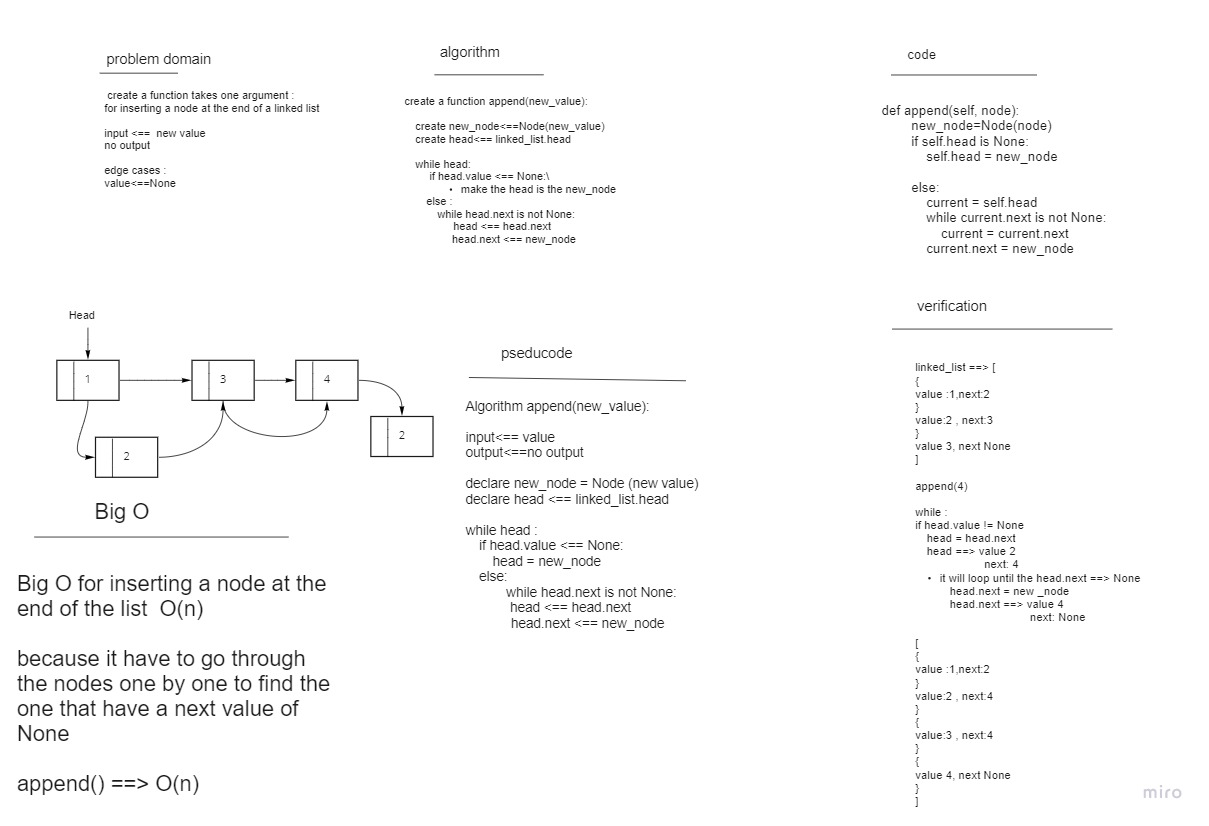 problem domain
create a function takes one argument :
for inserting a node at the end of a linked list
input <== new value
no output
edge cases :
value<==None
algorithm
create a function append(new_value):
create new_node<==Node(new_value)
create head<== linked_list.head
while head:
if head.value <== None:\
• make the head is the new_node
else :
while head.next is not None:
head <== head.next
head.next <== new_node
code
def append(self, node):
new_node=Node(node)
if self.head is None:
self.head = new_node
else:
current = self.head
while current.next is not None:
current = current.next
current.next = new_node
Head
1
3
4
2
2
Big O
Big O for inserting a node at the
end of the list O(n)
because it have to go through
the nodes one by one to find the
one that have a next value of
None
append() ==> O(n)
pseducode
Algorithm append(new_value):
input<== value
output<==no output
declare new_node = Node (new value)
declare head <== linked_list.head
while head :
if head.value <== None:
head = new_node
else:
while head.next is not None:
head <== head.next
head.next <== new_node
verification
linked_list ==> [
{
value :1,next:2
}
value:2 , next:3
}
value 3, next None
]
append(4)
while :
if head.value != None
head = head.next
head ==> value 2
next: 4
• it will loop until the head.next ==> None
head.next = new _node
head.next ==> value 4
next: None
[
{
value :1,next:2
}
value:2 , next:4
}
{
value:3 , next:4
}
{
value 4, next None
}
]
miro